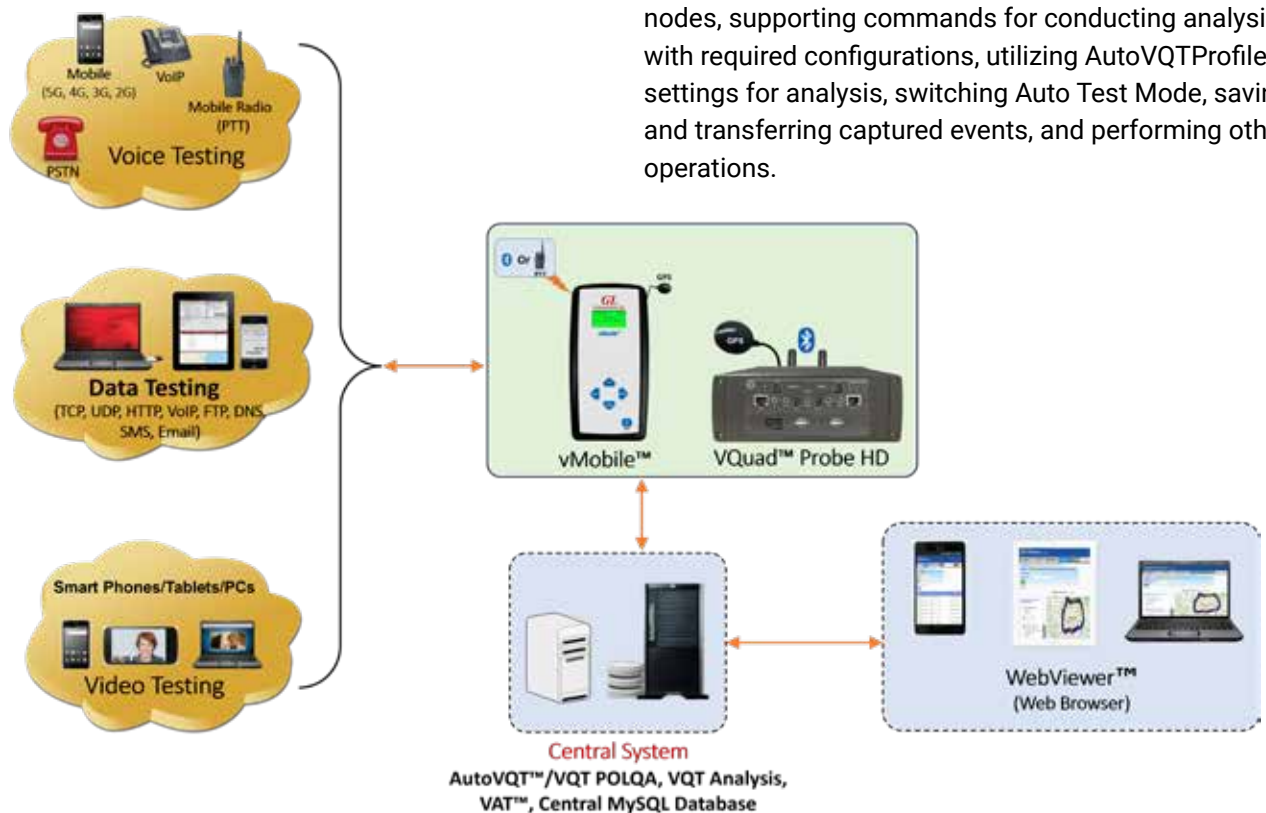 nodes, supporting commands for conducting analysi
with required configurations, utilizing AutoVQTProfile
settings for analysis, switching Auto Test Mode, savin
and transferring captured events, and performing oth
operations.
Mobile
(5G, 4G, 3G, 2G)
VoIP
Mobile Radio
(PTT)
PSTN
Voice Testing
Data Testing
(TCP, UDP, HTTP, VoIP, FTP, DNS,
SMS, Email)
Smart Phones/Tablets/PCs
Video Testing
Or
PTT
GPS
GL
vMobile™
GPS
VQuad™ Probe HD
Central System
AutoVQT™/VQT POLQA, VQT Analysis,
VAT™, Central MySQL Database
WebViewer™
(Web Browser)